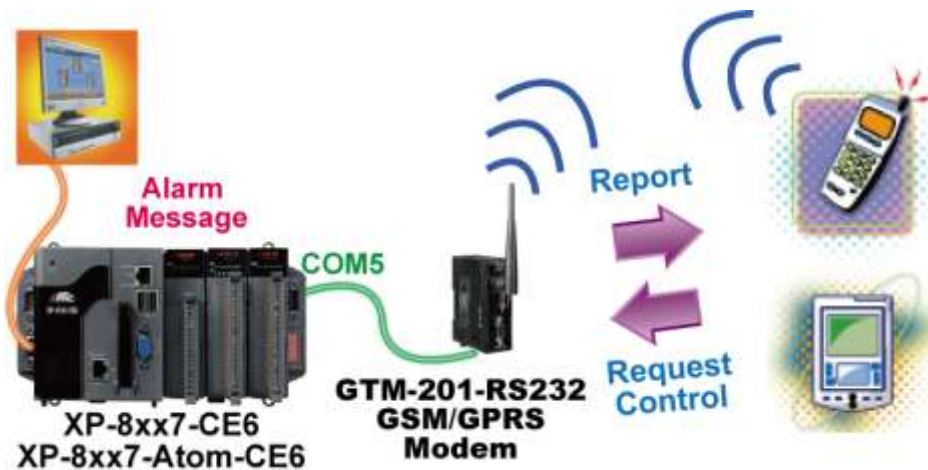 Alarm
Message
COM5
Report
Request
Control
GTM-201-RS232
GSM/GPRS
Modem
XP-8xx7-CE6
XP-8xx7-Atom-CE6